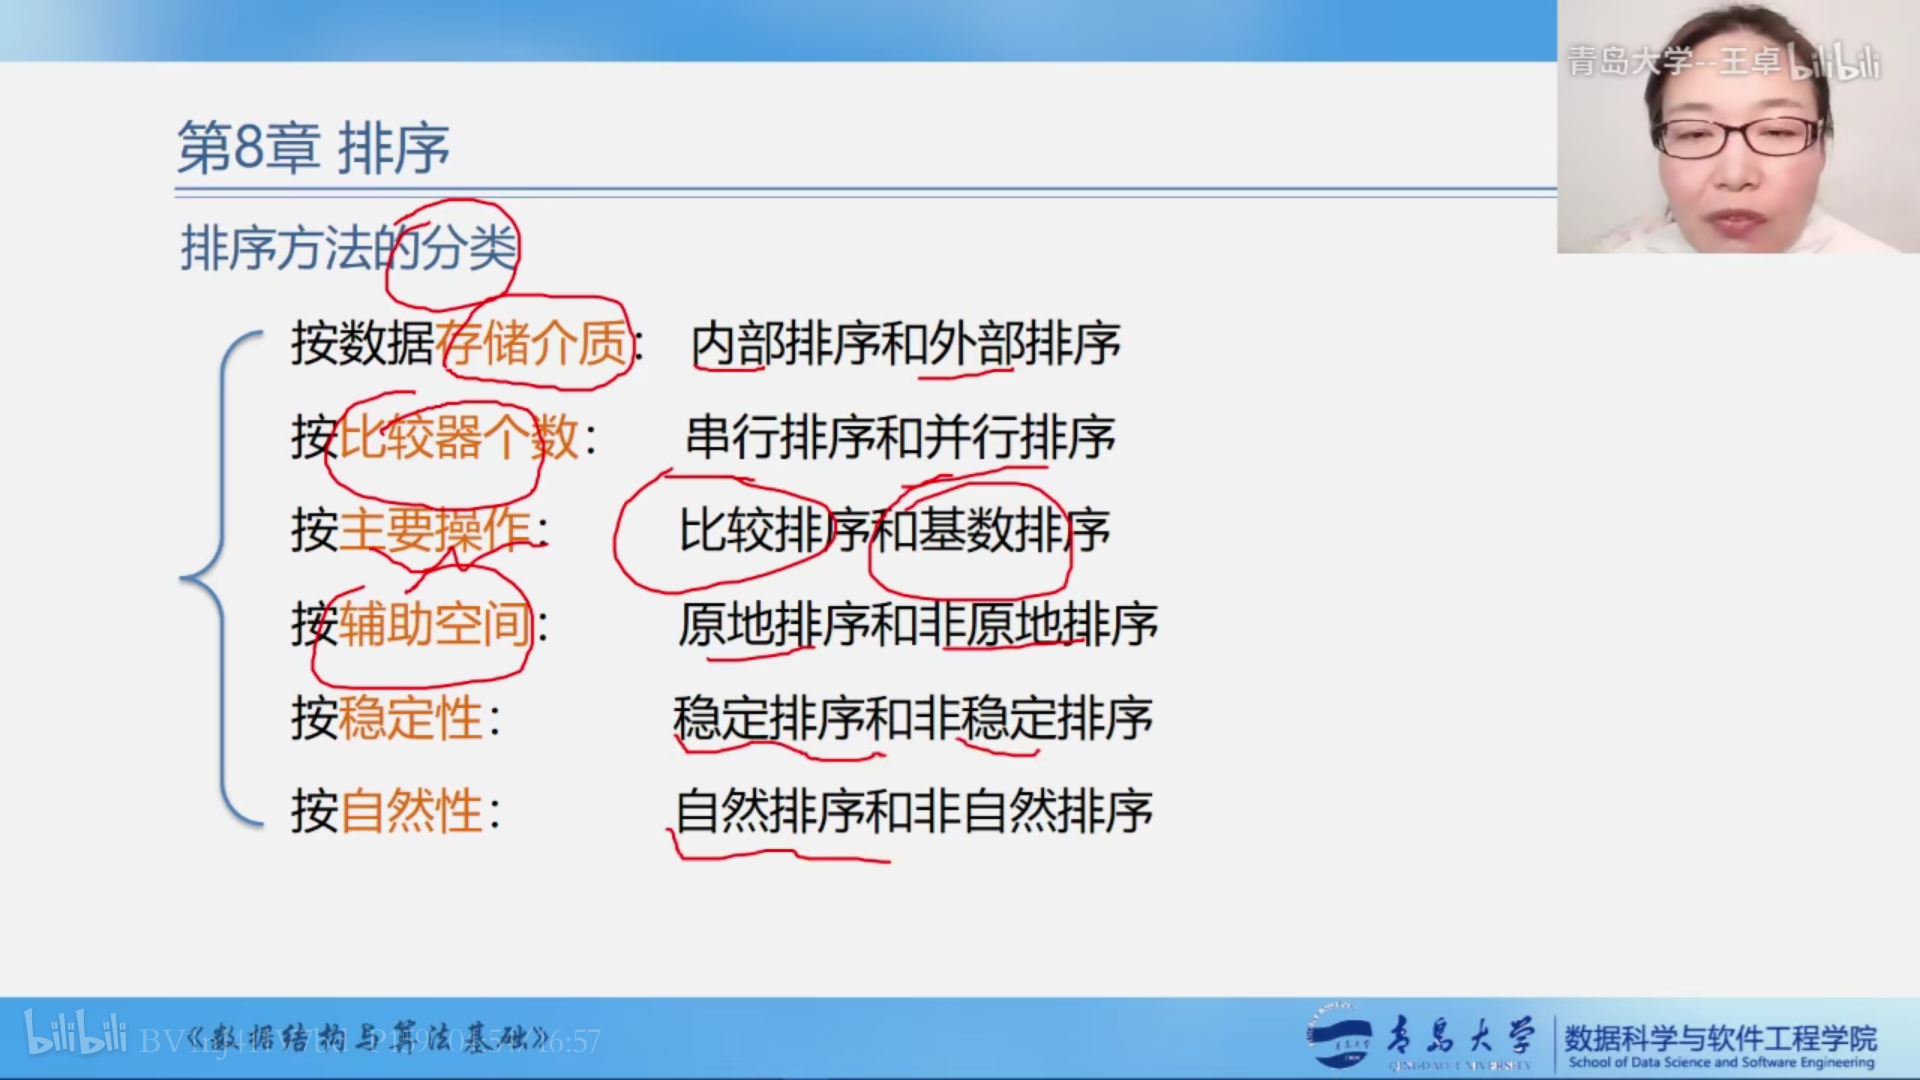 青岛大学--王卓 bilibili
第8章 排序
排序方法的分类
按数据存储介质： 内部排序和外部排序
按比较器个数： 串行排序和并行排序
按主要操作： 比较排序和基数排序
按辅助空间： 原地排序和非原地排序
按稳定性： 稳定排序和非稳定排序
按自然性： 自然排序和非自然排序
bilibili
《数据结构与算法基础》
青岛大学
QINGDAO UNIVERSITY
数据科学与软件工程学院
School of Data Science and Software Engineering